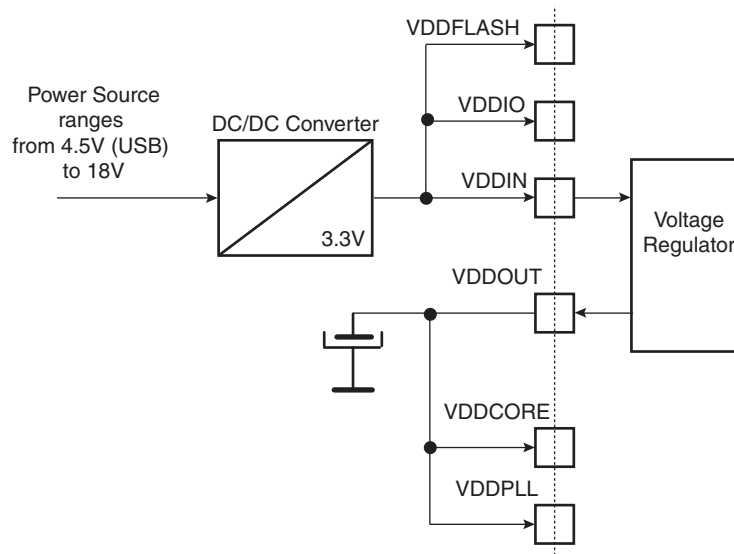 VDDFLASH
Power Source
ranges
from 4.5V (USB)
to 18V
DC/DC Converter
VDDIO
VDDIN
3.3V
Voltage
Regulator
VDDOUT
VDDCORE
VDDPLL